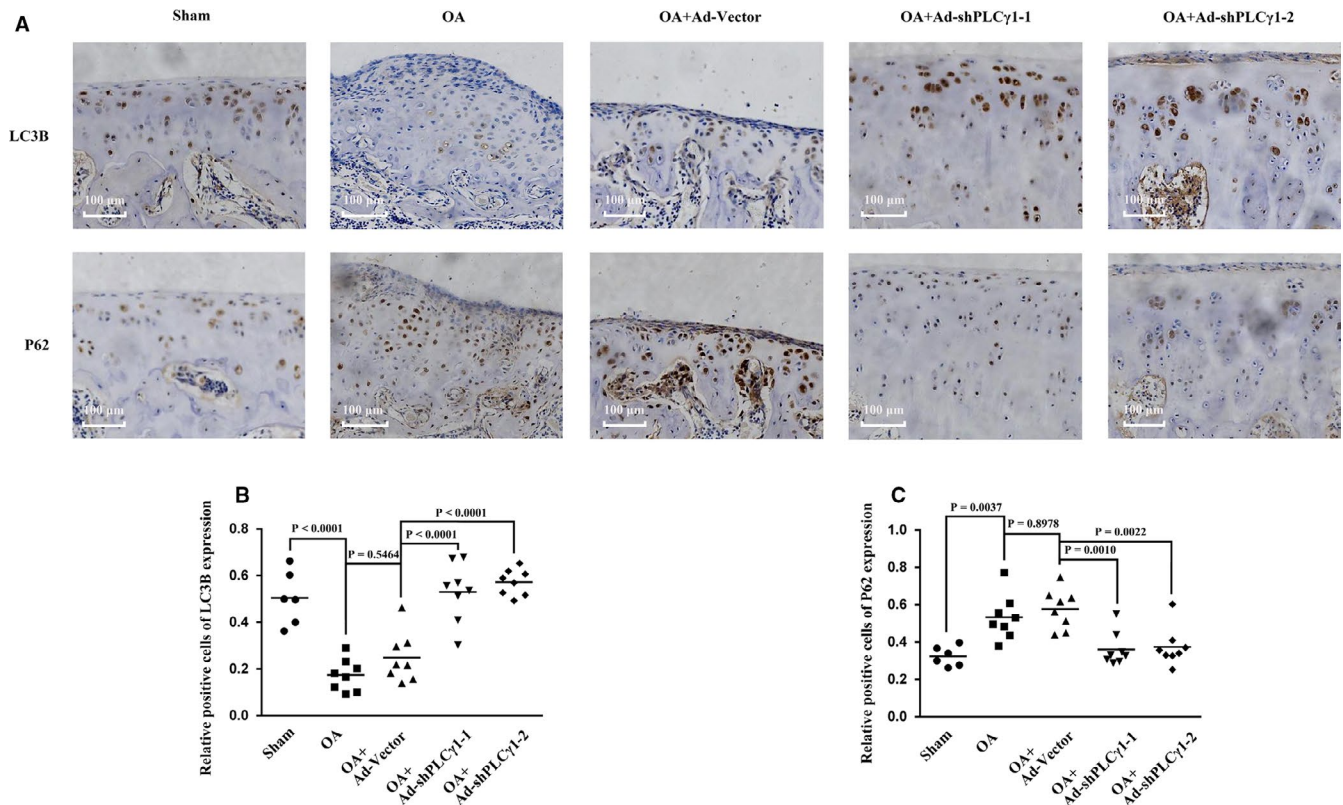 A
Sham
OA
OA+Ad-Vector
OA+Ad-shPLCγ1-1
OA+Ad-shPLCγ1-2
LC3B
100 µm
100 µm
100 µm
100 µm
100 µm
P62
100 µm
100 µm
100 µm
100 µm
100 µm
B
Relative positive cells of LC3B expression
0.8
0.6
0.4
0.2
0.0
P < 0.0001
P < 0.0001
P < 0.0001
P = 0.5464
Sham
OA
OA+
Ad-Vector
OA+
Ad-shPLCγ1-1
OA+
Ad-shPLCγ1-2
C
Relative positive cells of P62 expression
1.0
0.8
0.6
0.4
0.2
0.0
P = 0.0037
P = 0.8978
P = 0.0022
P = 0.0010
Sham
OA
OA+
Ad-Vector
OA+
Ad-shPLCγ1-1
OA+
Ad-shPLCγ1-2